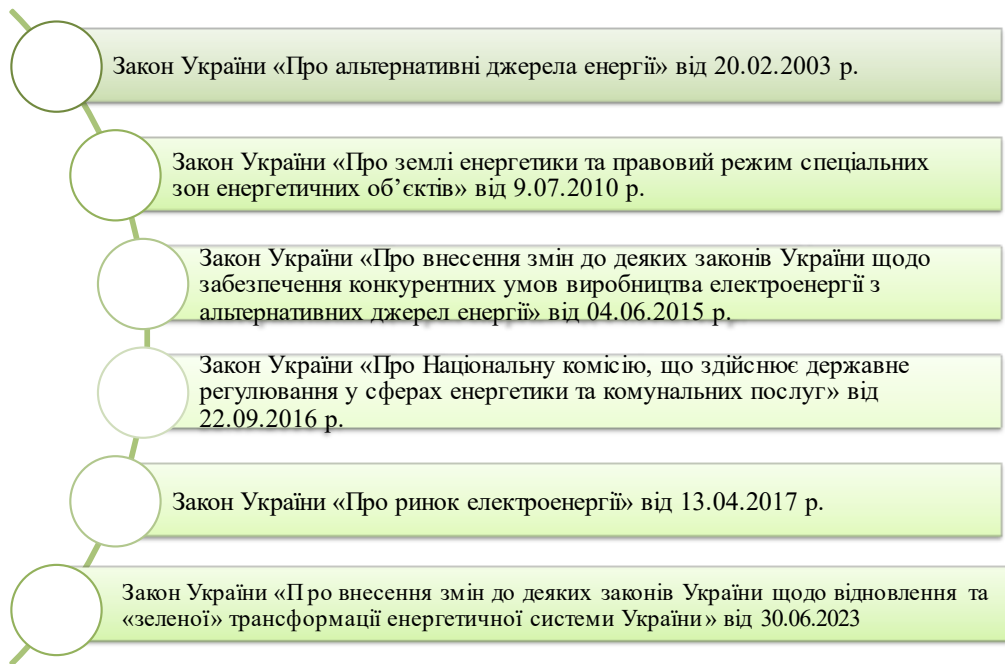 Закон України «Про альтернативні джерела енергії» від 20.02.2003 р.
Закон України «Про землі енергетики та правовий режим спеціальних
зон енергетичних об’єктів» від 9.07.2010 р.
Закон України «Про внесення змін до деяких законів України щодо
забезпечення конкурентних умов виробництва електроенергії з
альтернативних джерел енергії» від 04.06.2015 р.
Закон України «Про Національну комісію, що здійснює державне
регулювання у сферах енергетики та комунальних послуг» від
22.09.2016 р.
Закон України «Про ринок електроенергії» від 13.04.2017 р.
Закон України «Про внесення змін до деяких законів України щодо відновлення та
«зеленої» трансформації енергетичної системи України» від 30.06.2023